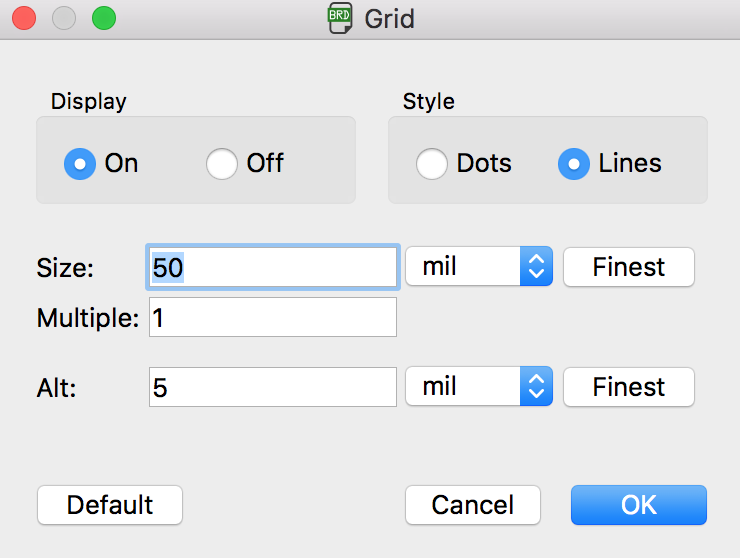 BRD Grid
Display Style
On Off Dots Lines
Size: 50 mil Finest
Multiple: 1
Alt: 5 mil Finest
Default Cancel OK